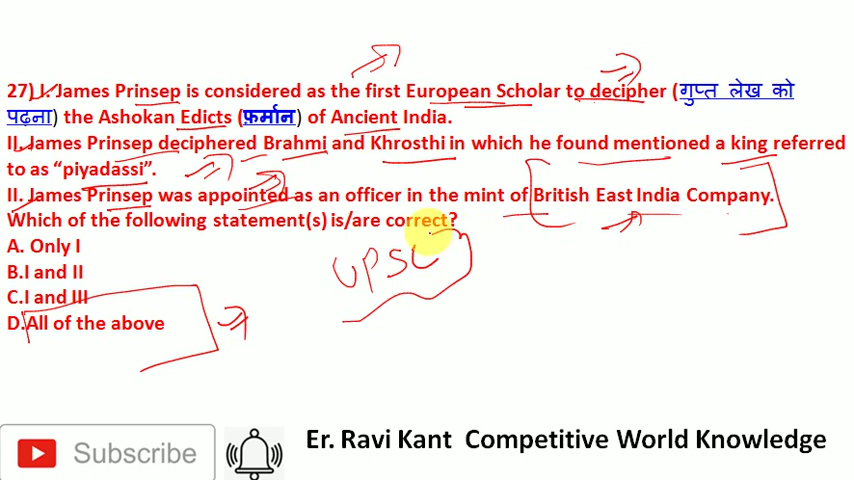 27) I. James Prinsep is considered as the first European Scholar to decipher (गुप्त लेख को
पढ़ना) the Ashokan Edicts (फ़र्मान) of Ancient India.
II. James Prinsep deciphered Brahmi and Khrosthi in which he found mentioned a king referred
to as “piyadassi”.
II. James Prinsep was appointed as an officer in the mint of British East India Company.
Which of the following statement(s) is/are correct?
A. Only I
B.I and II
C.I and III
D.All of the above
UPSC
Subscribe
Er. Ravi Kant Competitive World Knowledge